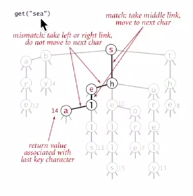 get("sea")
match: take middle link,
move to next char
mismatch: take left or right link,
do not move to next char
s
h
e
l
a
14
return value
associated with
last key character